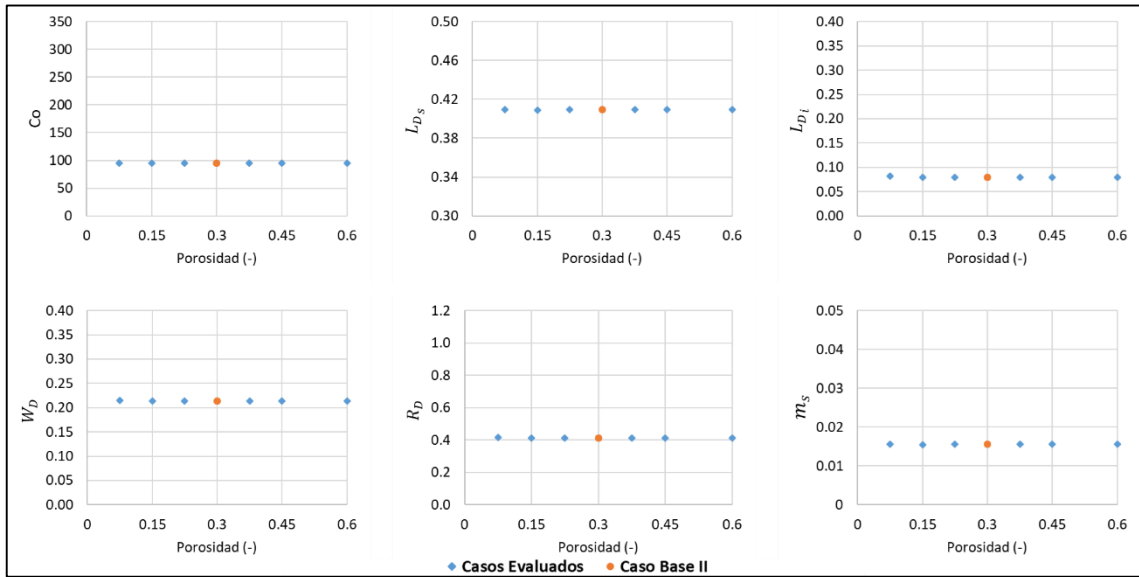 Co
350
300
250
200
150
100
50
0
0 0.15 0.3 0.45 0.6
Porosidad (-)
L_{D_s}
0.50
0.46
0.42
0.38
0.34
0.30
0 0.15 0.3 0.45 0.6
Porosidad (-)
L_{D_i}
0.40
0.35
0.30
0.25
0.20
0.15
0.10
0.05
0.00
0 0.15 0.3 0.45 0.6
Porosidad (-)
W_D
0.40
0.35
0.30
0.25
0.20
0.15
0.10
0.05
0.00
0 0.15 0.3 0.45 0.6
Porosidad (-)
R_D
1.2
1.0
0.8
0.6
0.4
0.2
0.0
0 0.15 0.3 0.45 0.6
Porosidad (-)
m_s
0.05
0.04
0.03
0.02
0.01
0
0 0.15 0.3 0.45 0.6
Porosidad (-)
Casos Evaluados Caso Base II